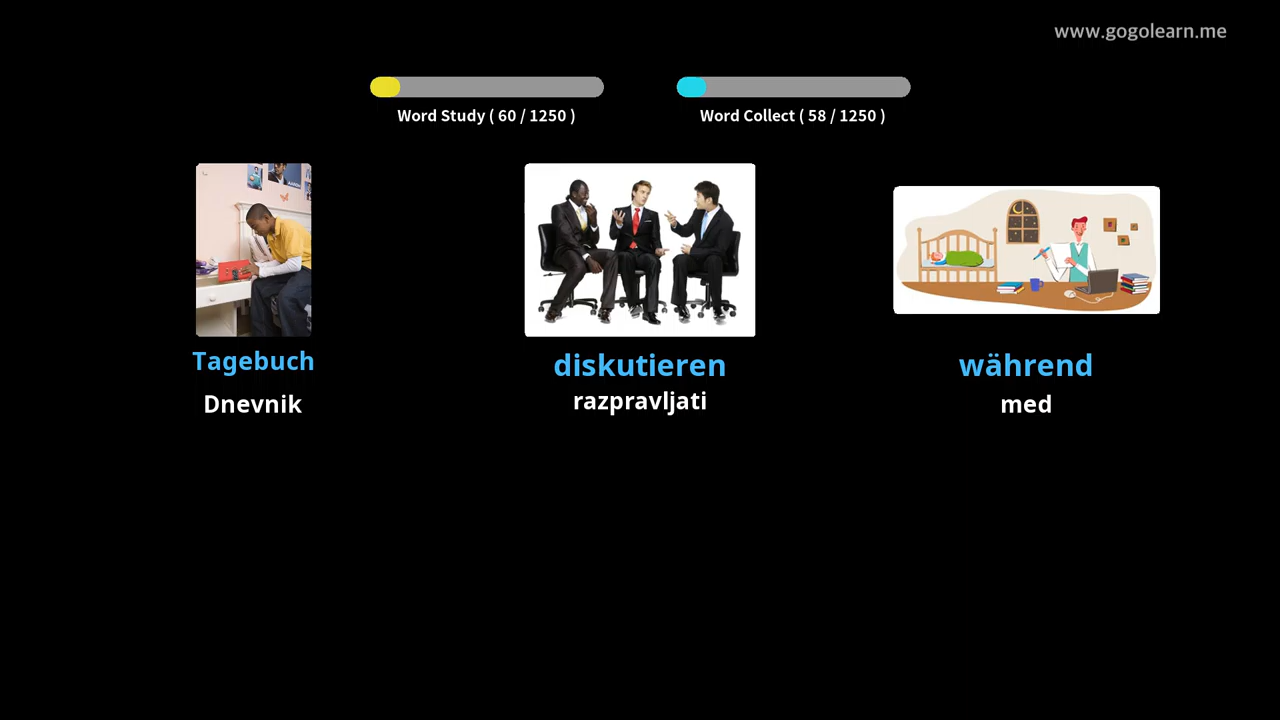 www.gogolearn.me
Word Study ( 60 / 1250 )
Word Collect ( 58 / 1250 )
Tagebuch
Dnevnik
diskutieren
razpravljati
während
med